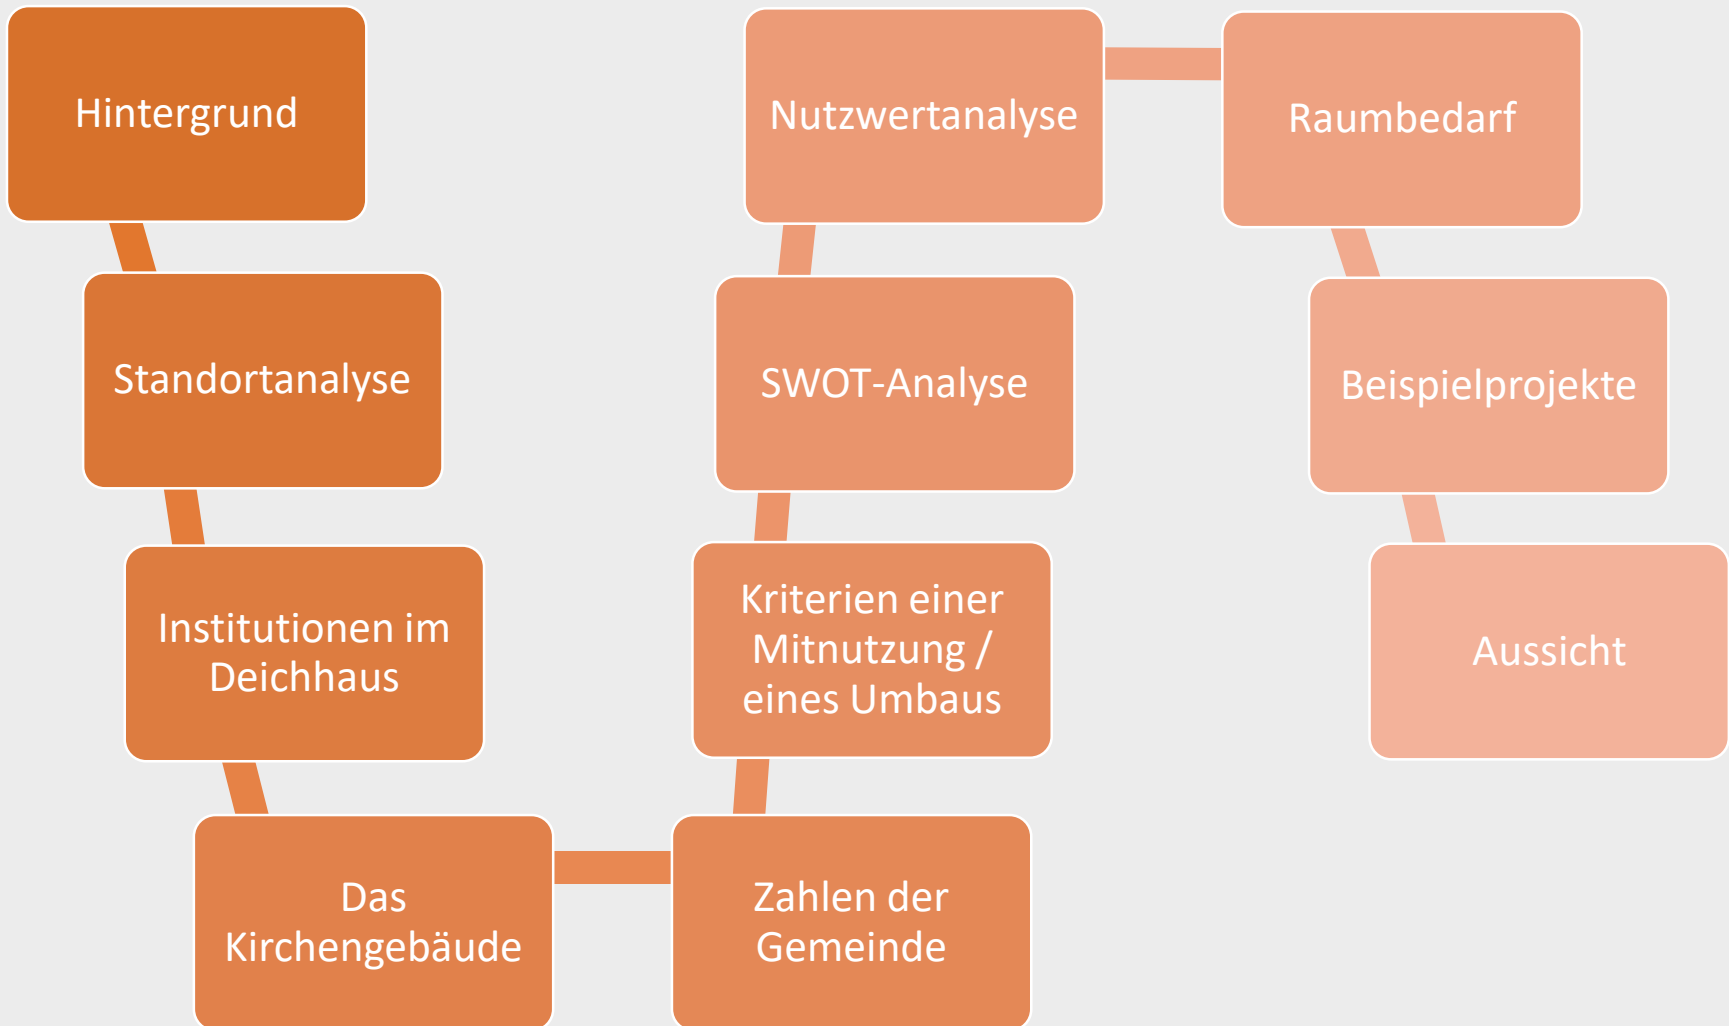 Hintergrund
Standortanalyse
Institutionen im
Deichhaus
Das
Kirchengebäude
Zahlen der
Gemeinde
Kriterien einer
Mitnutzung /
eines Umbaus
SWOT-Analyse
Nutzwertanalyse
Raumbedarf
Beispielprojekte
Aussicht